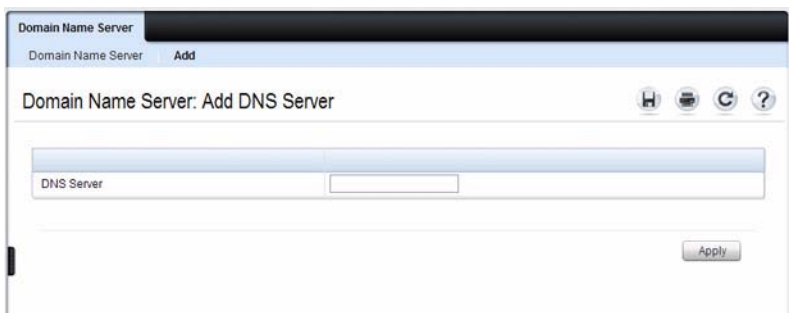 Domain Name Server
Domain Name Server Add
Domain Name Server: Add DNS Server
DNS Server
Apply